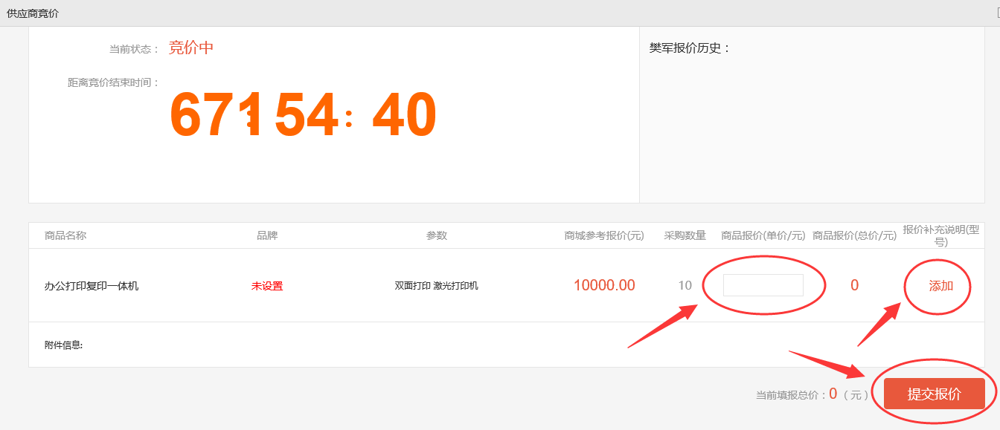 供应商竞价
当前状态： 竞价中
樊军报价历史：
距离竞价结束时间：
54: 40
商品名称 品牌 参数 商城参考报价(元) 采购数量 商品报价(单价/元) 商品报价(总价/元) 报价补充说明(型
号)
办公打印复印一体机 未设置 双面打印 激光打印机 10000.00 10 0 添加
附件信息:
当前填报总价：0（元） 提交报价